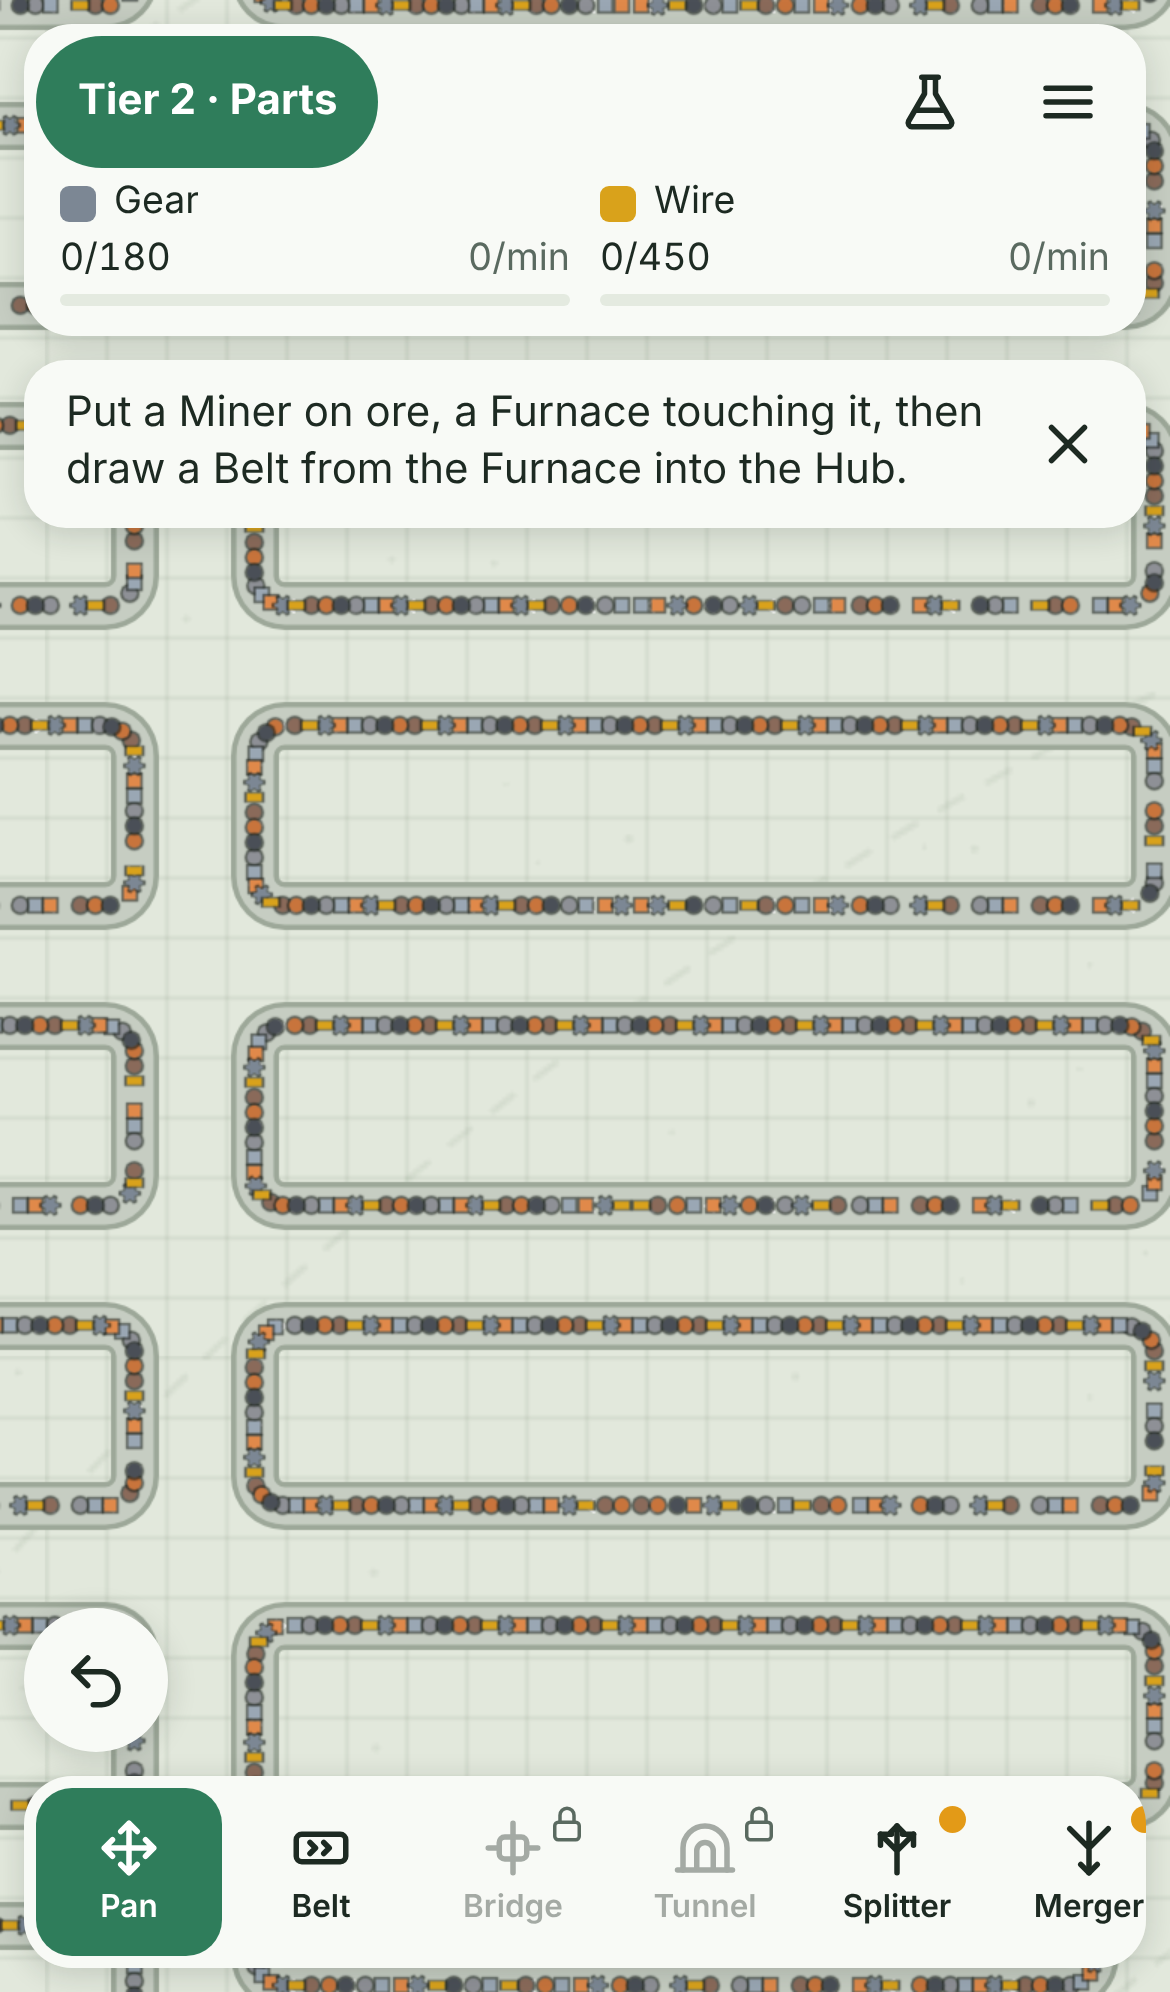 Tier 2 · Parts
Gear
0/180 0/min
Wire
0/450 0/min
Put a Miner on ore, a Furnace touching it, then
draw a Belt from the Furnace into the Hub.
Pan
Belt
Bridge
Tunnel
Splitter
Merger